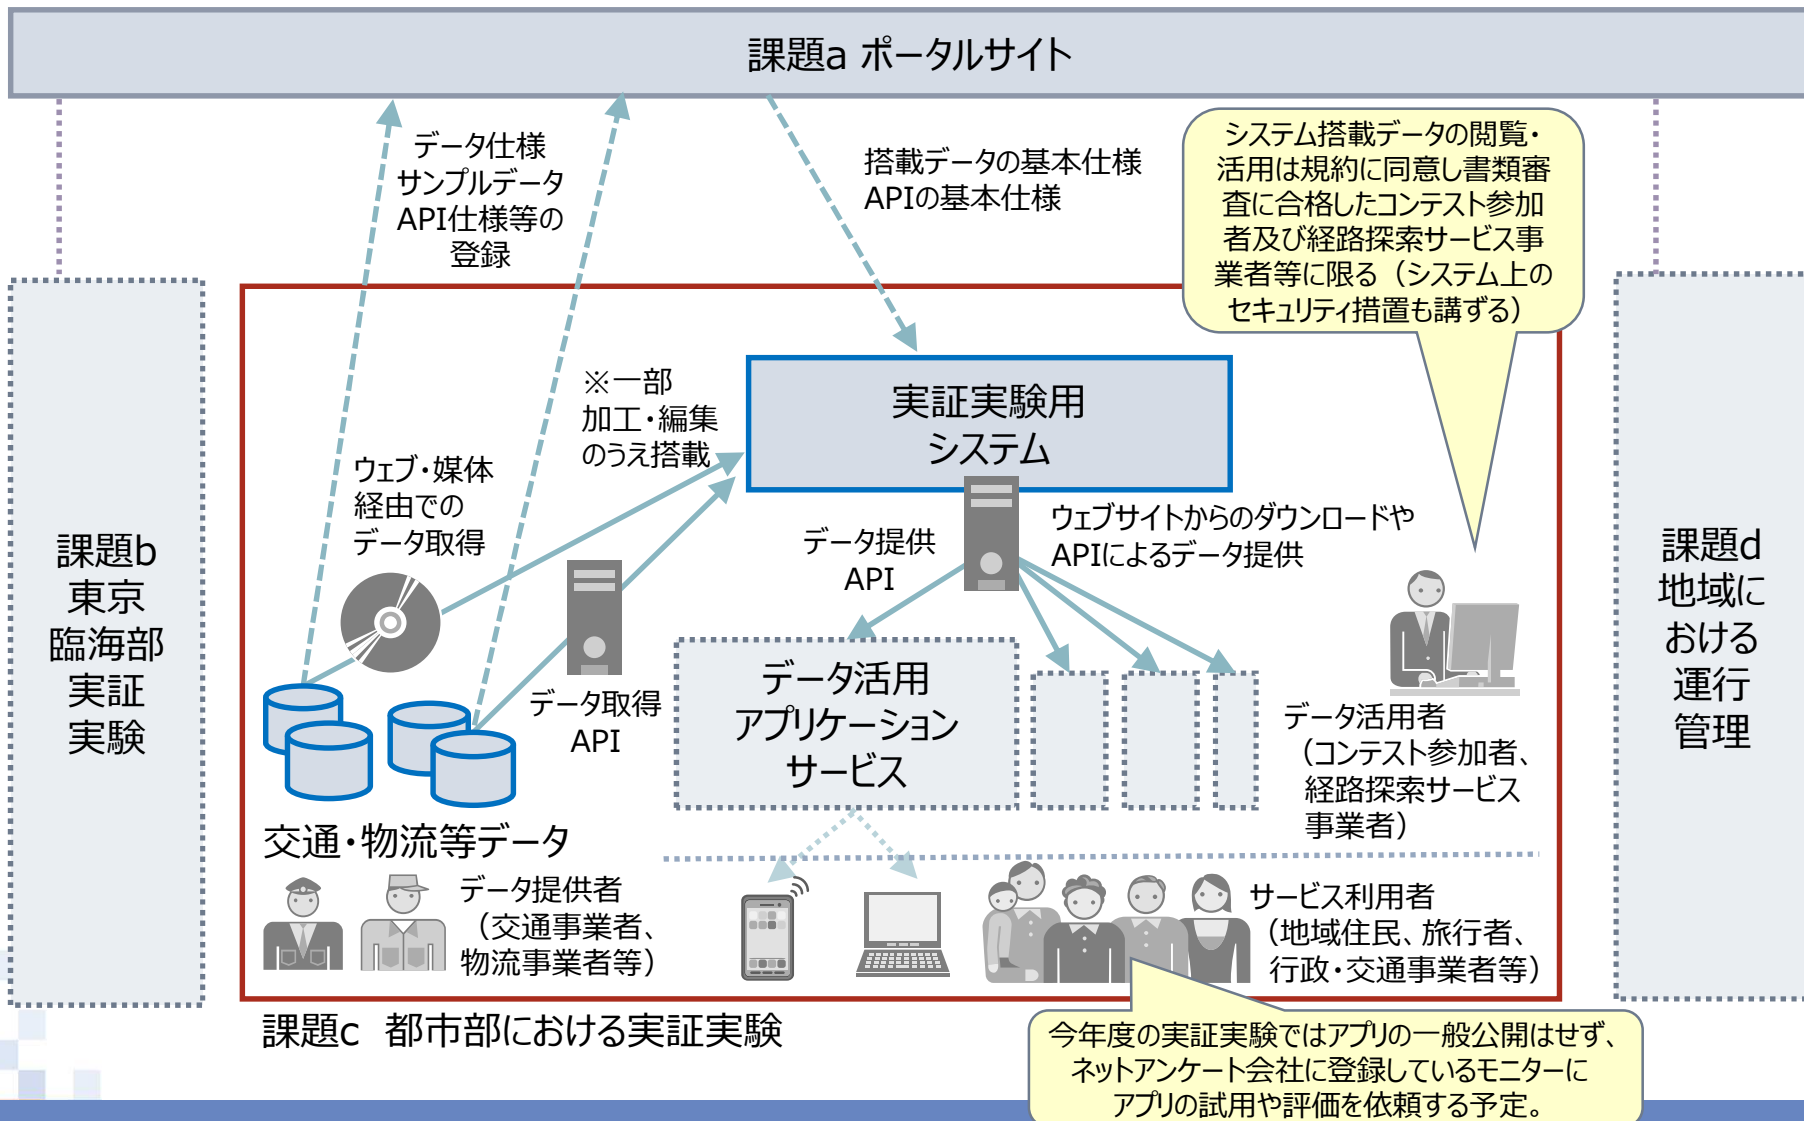 課題a ポータルサイト
データ仕様
サンプルデータ
API仕様等の
登録
搭載データの基本仕様
APIの基本仕様
システム搭載データの閲覧・
活用は規約に同意し書類審
査に合格したコンテスト参加
者及び経路探索サービス事
業者等に限る（システム上の
セキュリティ措置も講ずる）
課題b
東京
臨海部
実証
実験
※一部
加工・編集
のうえ搭載
実証実験用
システム
ウェブ・媒体
経由での
データ取得
データ提供
API
ウェブサイトからのダウンロードや
APIによるデータ提供
課題d
地域に
おける
運行
管理
データ取得
API
データ活用
アプリケーション
サービス
データ活用者
（コンテスト参加者、
経路探索サービス
事業者）
交通・物流等データ
データ提供者
（交通事業者、
物流事業者等）
サービス利用者
（地域住民、旅行者、
行政・交通事業者等）
課題c 都市部における実証実験
今年度の実証実験ではアプリの一般公開はせず、
ネットアンケート会社に登録しているモニターに
アプリの試用や評価を依頼する予定。